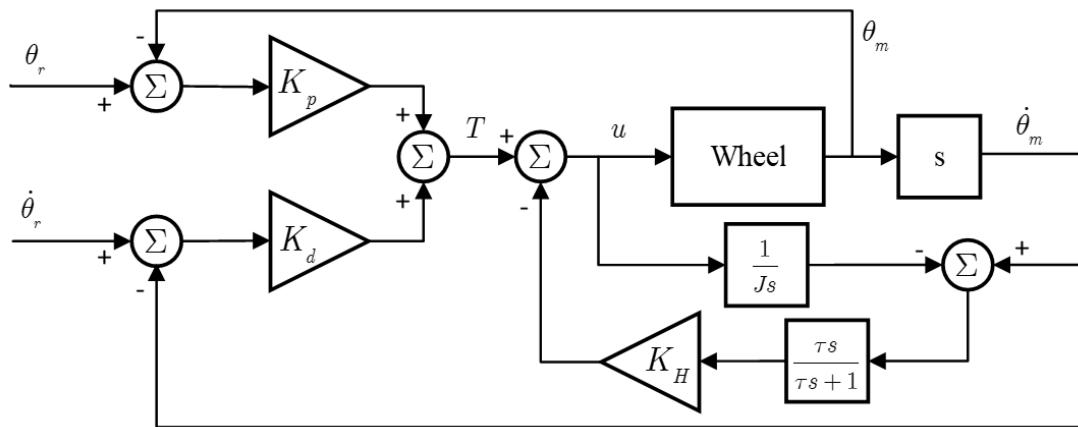 - θ_m
θ_r + Σ K_p
+ T + u Wheel s θ̇_m
Σ Σ
θ̇_r + -
+ Σ K_d 1/Js - Σ +
-
K_H τs/τs+1